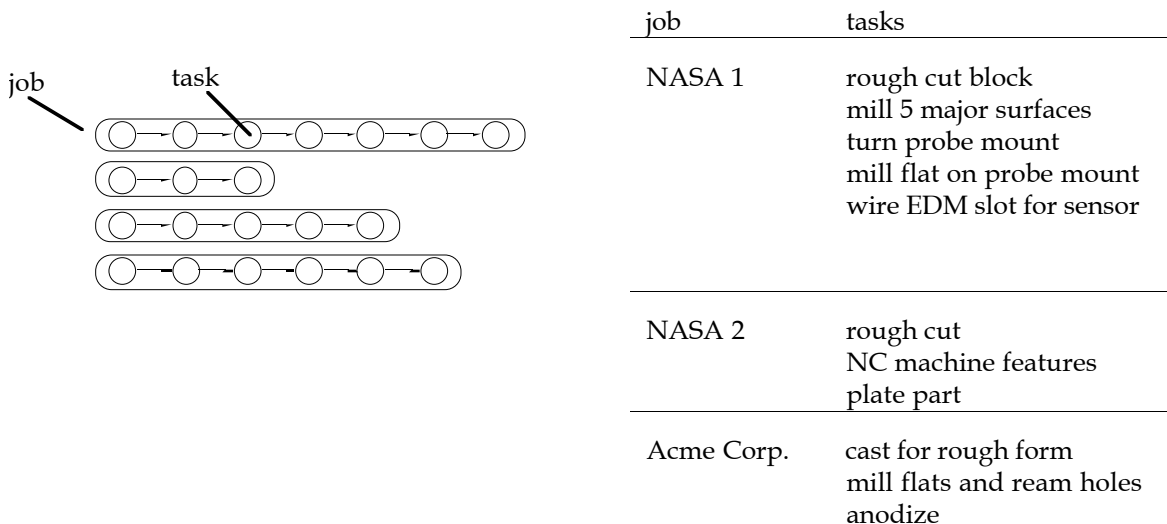 job
task
job tasks
NASA 1 rough cut block
mill 5 major surfaces
turn probe mount
mill flat on probe mount
wire EDM slot for sensor
NASA 2 rough cut
NC machine features
plate part
Acme Corp. cast for rough form
mill flats and ream holes
anodize